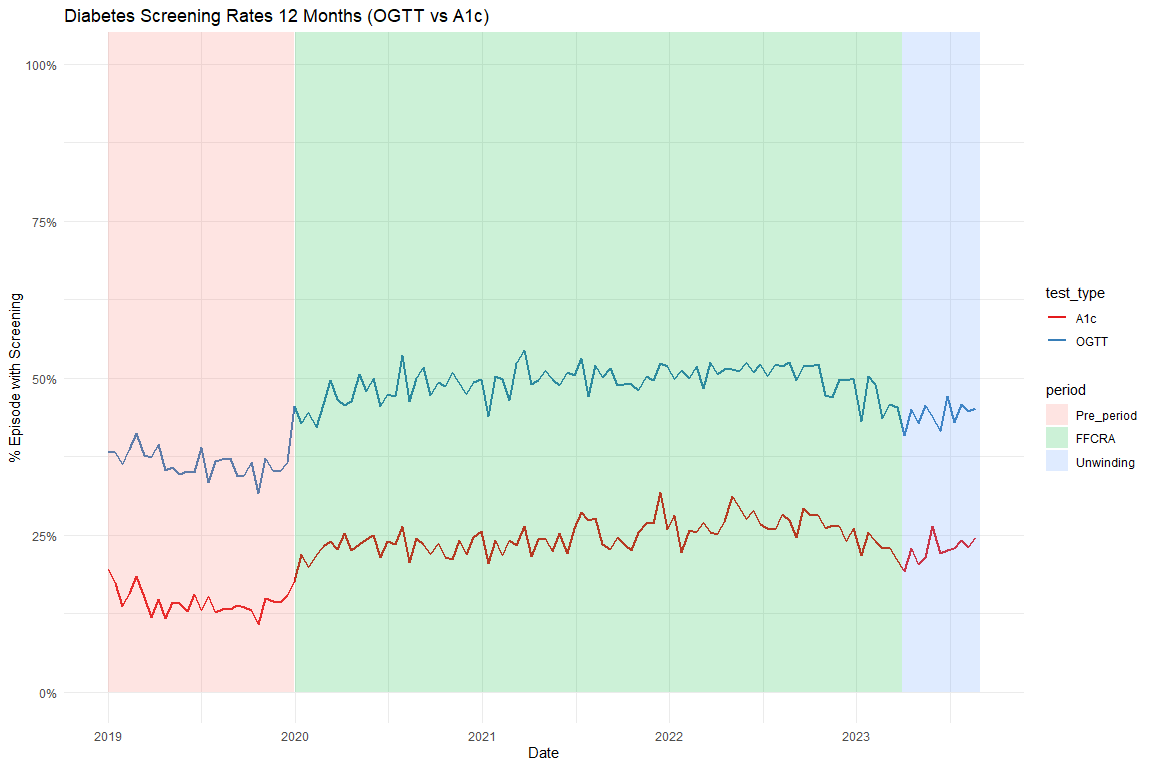 Diabetes Screening Rates 12 Months (OGTT vs A1c)
% Episode with Screening
100%
75%
50%
25%
0%
2019 2020 2021 2022 2023
Date
test_type
A1c
OGTT
period
Pre_period
FFCRA
Unwinding